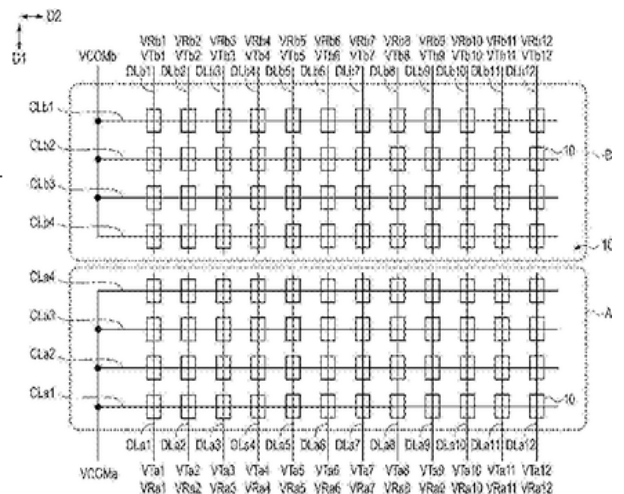 D2
D1
VRb1 VRb2 VRb3 VRb4 VRb5 VRb6 VRb7 VRb8 VRb9 VRb10 VRb11 VRb12
VCOMb VTb1 VTb2 VTb3 VTb4 VTb5 VTb6 VTb7 VTb8 VTb9 VTb10 VTb11 VTb12
DLb1 DLb2 DLb3 DLb4 DLb5 DLb6 DLb7 DLb8 DLb9 DLb10 DLb11 DLb12
CLb1
CLb2
10
B
CLb3
CLb4
16
CLa4
CLa3
A
CLa2
CLa1
10
DLa1 DLa2 DLa3 DLa4 DLa5 DLa6 DLa7 DLa8 DLa9 DLa10 DLa11 DLa12
VCOMa VTa1 VTa2 VTa3 VTa4 VTa5 VTa6 VTa7 VTa8 VTa9 VTa10 VTa11 VTa12
VRa1 VRa2 VRa3 VRa4 VRa5 VRa6 VRa7 VRa8 VRa9 VRa10 VRa11 VRa12